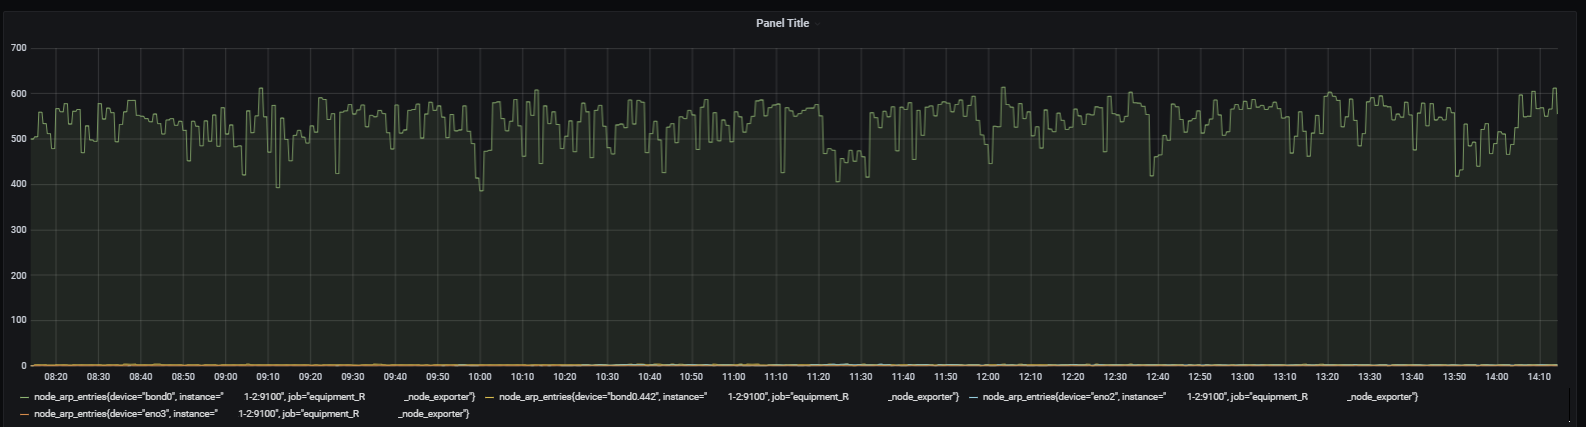 Panel Title
700
600
500
400
300
200
100
0
08:20 08:30 08:40 08:50 09:00 09:10 09:20 09:30 09:40 09:50 10:00 10:10 10:20 10:30 10:40 10:50 11:00 11:10 11:20 11:30 11:40 11:50 12:00 12:10 12:20 12:30 12:40 12:50 13:00 13:10 13:20 13:30 13:40 13:50 14:00 14:10
node_arp_entries{device="bond0", instance=" 1-2:9100", job="equipment_R _node_exporter"} node_arp_entries{device="bond0.442", instance=" 1-2:9100", job="equipment_R _node_exporter"} node_arp_entries{device="eno2", instance=" 1-2:9100", job="equipment_R _node_exporter"}
node_arp_entries{device="eno3", instance=" 1-2:9100", job="equipment_R _node_exporter"}